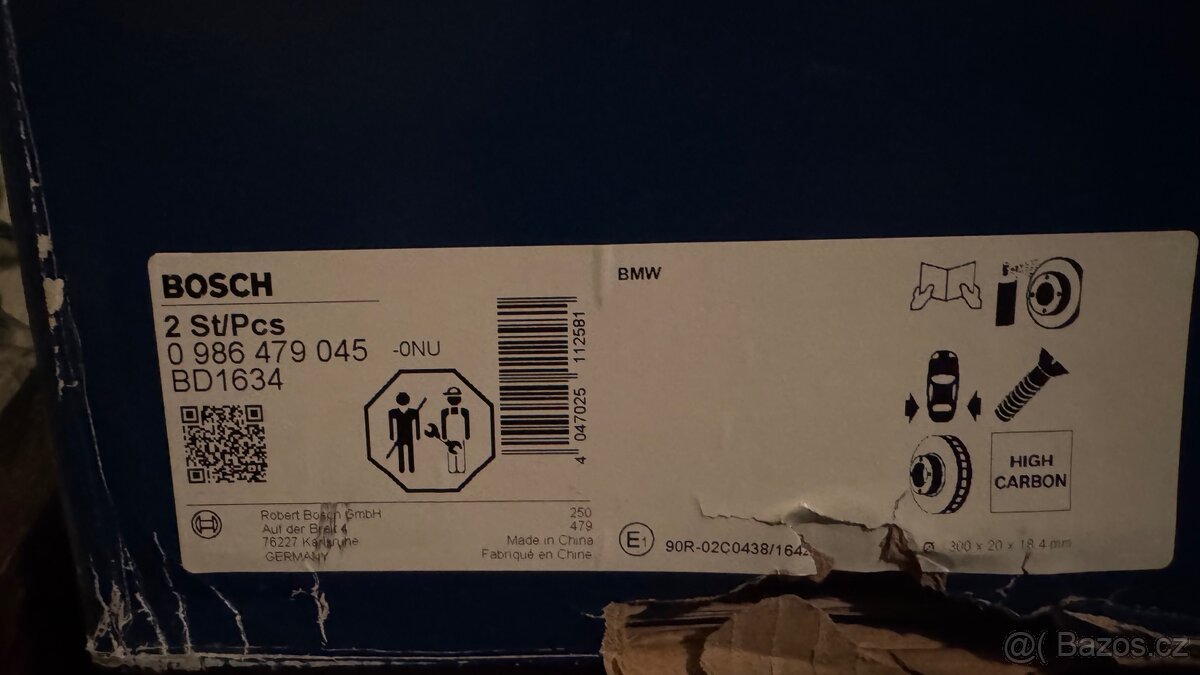 BOSCH
2 St/Pcs
0 986 479 045 -0NU
BD1634
4 047025 112581
Robert Bosch GmbH
Auf der Breit 4
76227 Karlsruhe
GERMANY
250
479
Made in China
Fabriqué en Chine
BMW
HIGH
CARBON
E1 90R-02C0438/1642
Ø 300 x 20 x 18.4 mm
@( Bazos.cz